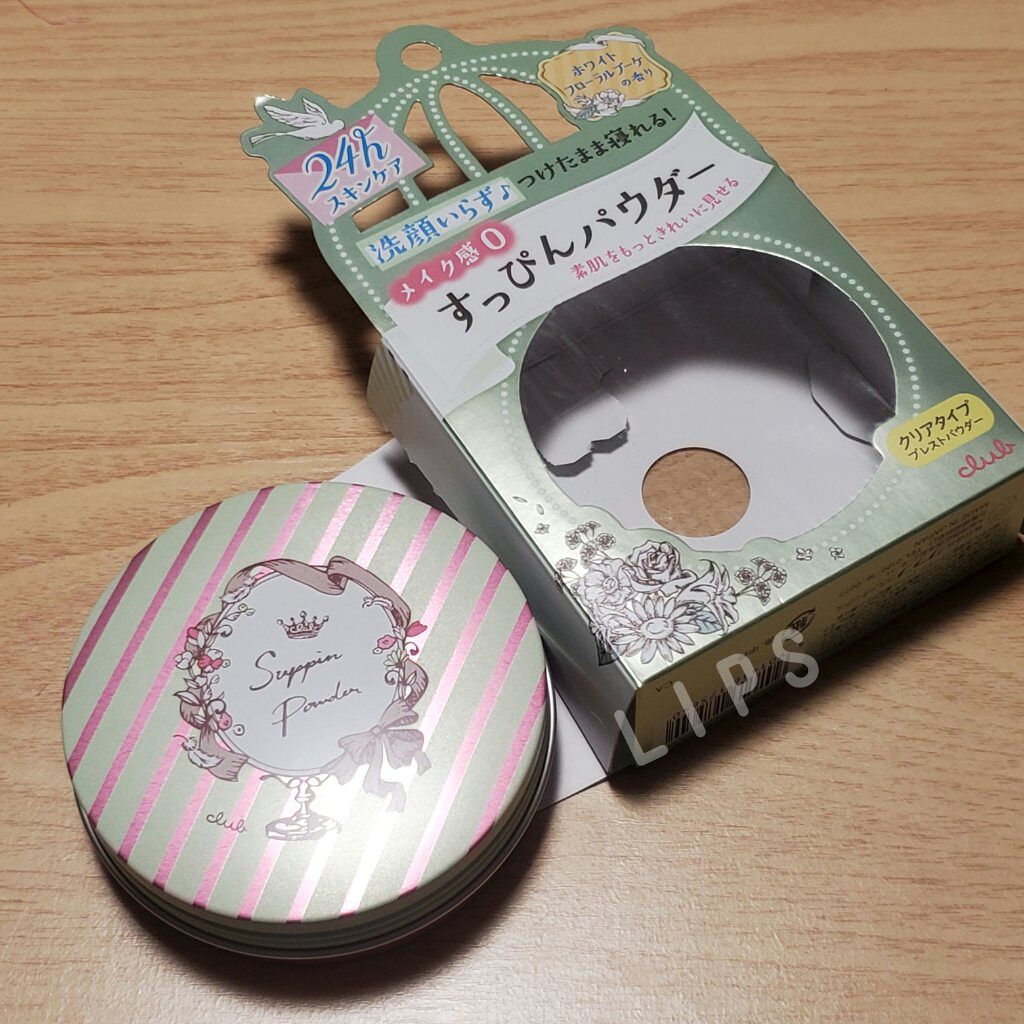 ホワイト
フローラルブーケ
の香り
24h
スキンケア
洗顔いらず♪
つけたまま寝れる!
メイク感0
すっぴんパウダー
素肌をもっときれいに見せる
クリアタイプ
プレストパウダー
club
Suppin
Powder
club
MADE IN JAPAN
LIPS